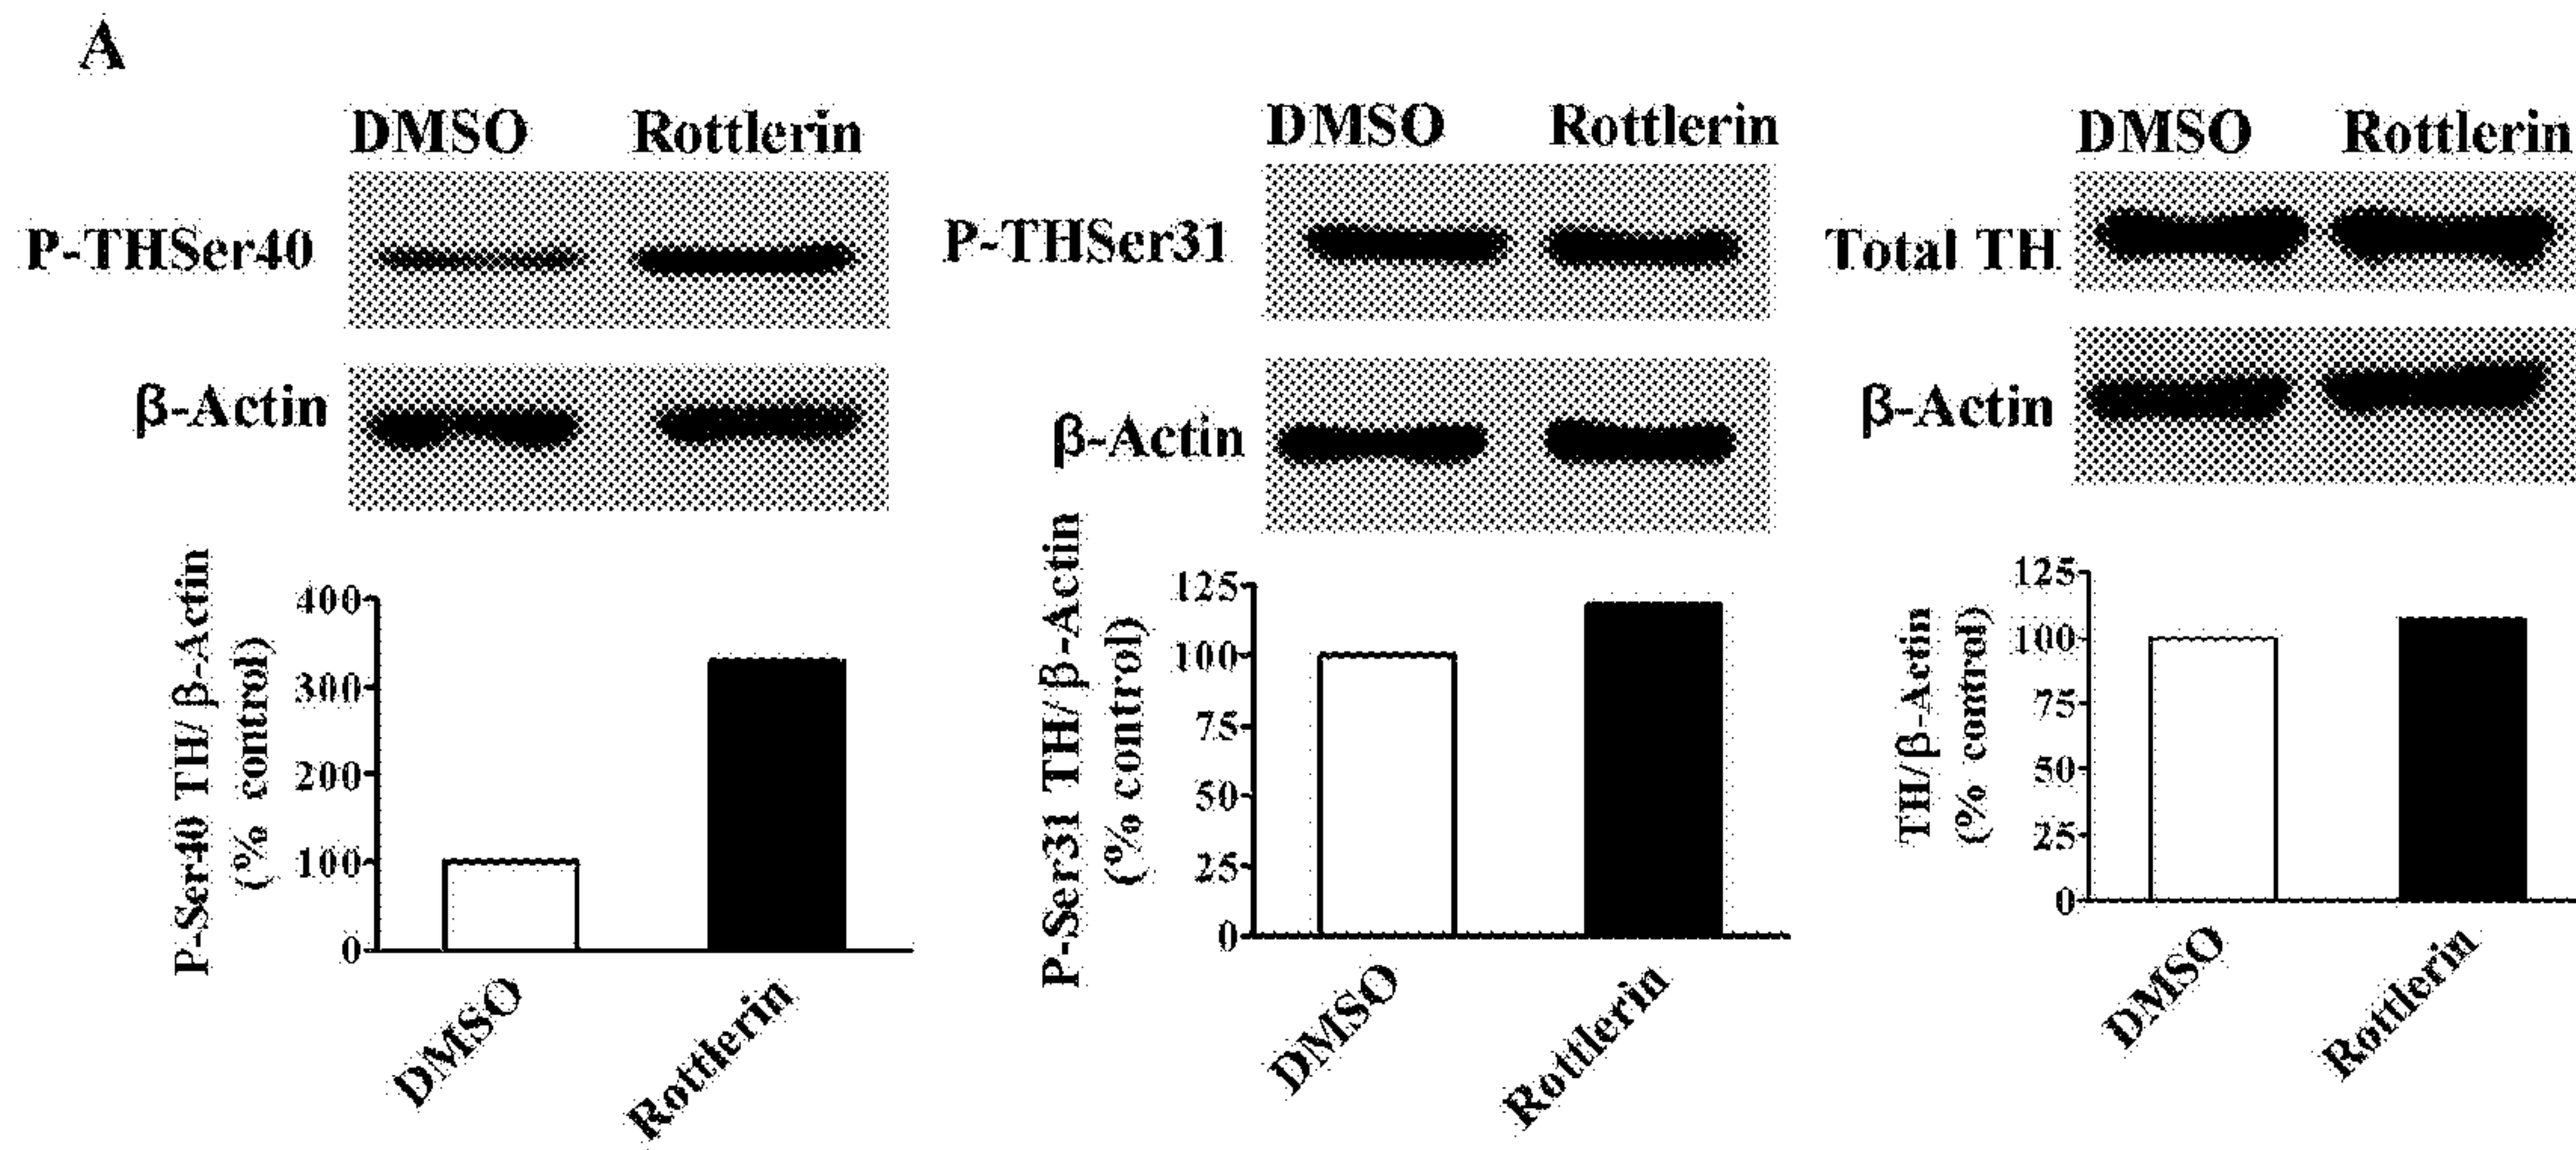 A
DMSO Rottlerin
P-THSer40
β-Actin
P-Ser40 TH/ β-Actin
(% control)
400
300
200
100
0
DMSO
Rottlerin
DMSO Rottlerin
P-THSer31
β-Actin
P-Ser31 TH/ β-Actin
(% control)
125
100
75
50
25
0
DMSO
Rottlerin
DMSO Rottlerin
Total TH
β-Actin
TH/β-Actin
(% control)
125
100
75
50
25
0
DMSO
Rottlerin